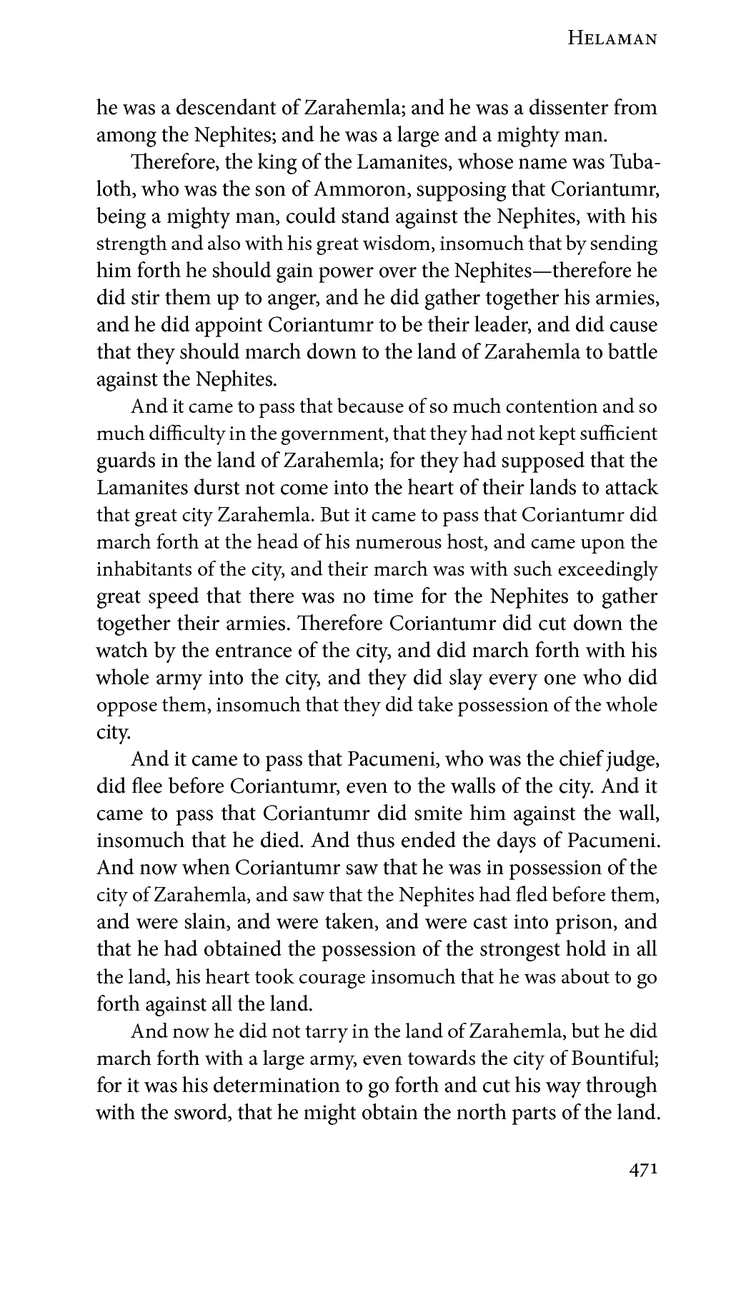 Helaman
he was a descendant of Zarahemla; and he was a dissenter from
among the Nephites; and he was a large and a mighty man.
Therefore, the king of the Lamanites, whose name was Tuba-
loth, who was the son of Ammoron, supposing that Coriantumr,
being a mighty man, could stand against the Nephites, with his
strength and also with his great wisdom, insomuch that by sending
him forth he should gain power over the Nephites—therefore he
did stir them up to anger, and he did gather together his armies,
and he did appoint Coriantumr to be their leader, and did cause
that they should march down to the land of Zarahemla to battle
against the Nephites.
And it came to pass that because of so much contention and so
much difficulty in the government, that they had not kept sufficient
guards in the land of Zarahemla; for they had supposed that the
Lamanites durst not come into the heart of their lands to attack
that great city Zarahemla. But it came to pass that Coriantumr did
march forth at the head of his numerous host, and came upon the
inhabitants of the city, and their march was with such exceedingly
great speed that there was no time for the Nephites to gather
together their armies. Therefore Coriantumr did cut down the
watch by the entrance of the city, and did march forth with his
whole army into the city, and they did slay every one who did
oppose them, insomuch that they did take possession of the whole
city.
And it came to pass that Pacumeni, who was the chief judge,
did flee before Coriantumr, even to the walls of the city. And it
came to pass that Coriantumr did smite him against the wall,
insomuch that he died. And thus ended the days of Pacumeni.
And now when Coriantumr saw that he was in possession of the
city of Zarahemla, and saw that the Nephites had fled before them,
and were slain, and were taken, and were cast into prison, and
that he had obtained the possession of the strongest hold in all
the land, his heart took courage insomuch that he was about to go
forth against all the land.
And now he did not tarry in the land of Zarahemla, but he did
march forth with a large army, even towards the city of Bountiful;
for it was his determination to go forth and cut his way through
with the sword, that he might obtain the north parts of the land.
471